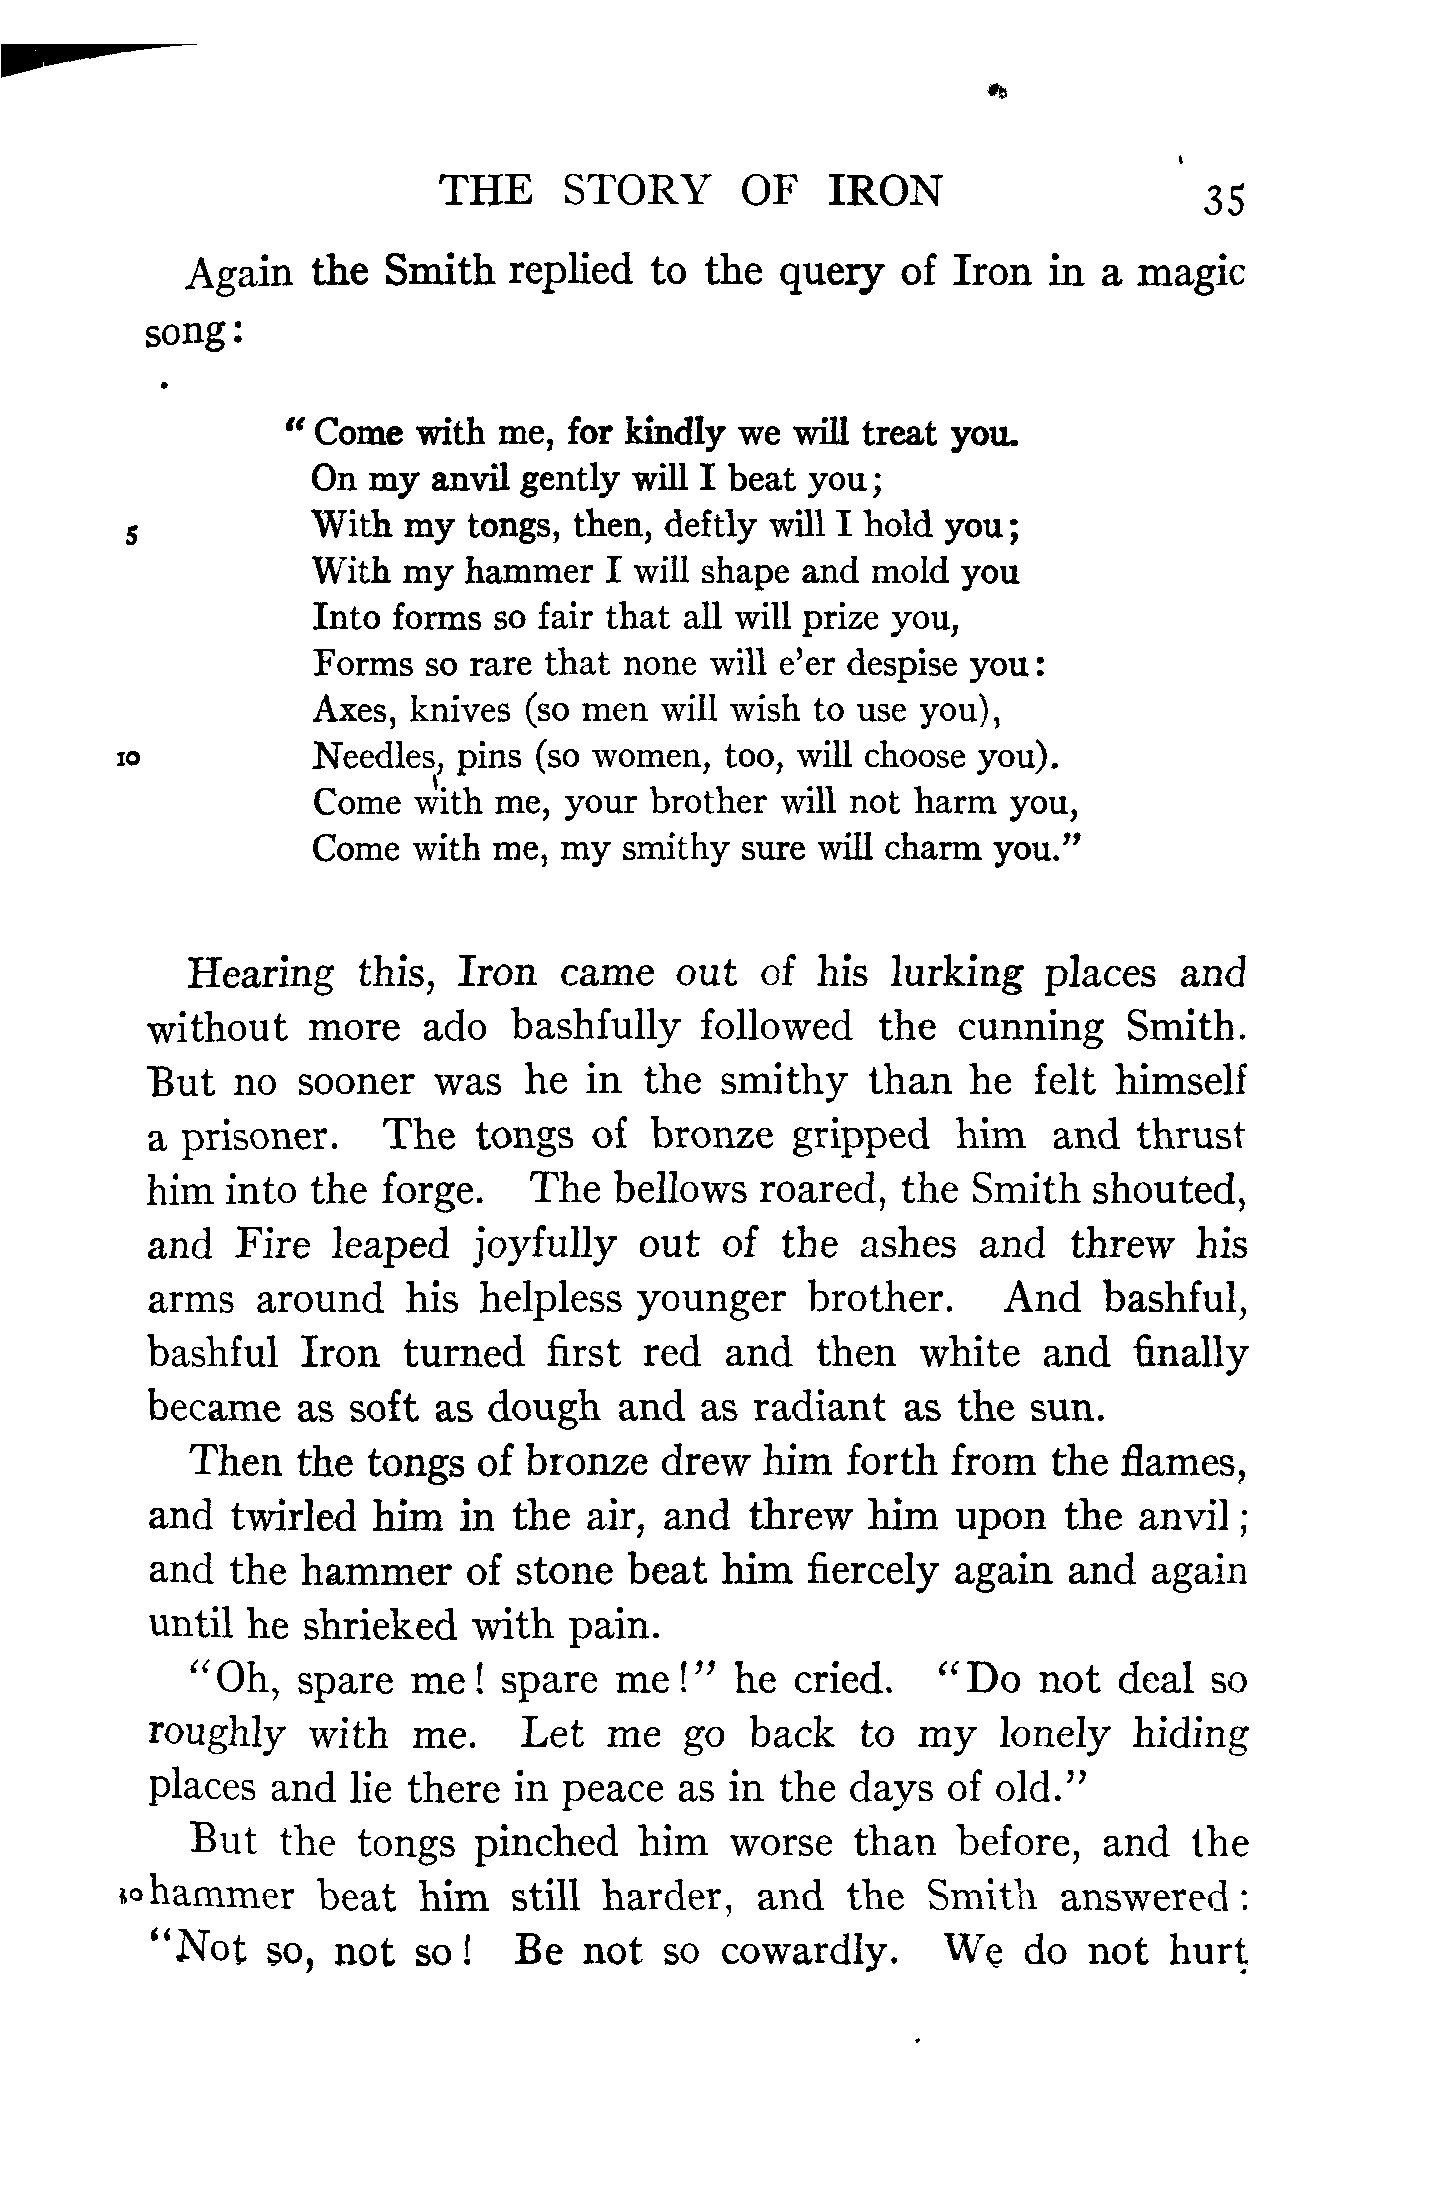 THE STORY OF IRON 35
Again the Smith replied to the query of Iron in a magic
song:
“Come with me, for kindly we will treat you.
On my anvil gently will I beat you;
5 With my tongs, then, deftly will I hold you;
With my hammer I will shape and mold you
Into forms so fair that all will prize you,
Forms so rare that none will e’er despise you:
Axes, knives (so men will wish to use you),
10 Needles, pins (so women, too, will choose you).
Come with me, your brother will not harm you,
Come with me, my smithy sure will charm you.”
Hearing this, Iron came out of his lurking places and
without more ado bashfully followed the cunning Smith.
But no sooner was he in the smithy than he felt himself
a prisoner. The tongs of bronze gripped him and thrust
him into the forge. The bellows roared, the Smith shouted,
and Fire leaped joyfully out of the ashes and threw his
arms around his helpless younger brother. And bashful,
bashful Iron turned first red and then white and finally
became as soft as dough and as radiant as the sun.
Then the tongs of bronze drew him forth from the flames,
and twirled him in the air, and threw him upon the anvil;
and the hammer of stone beat him fiercely again and again
until he shrieked with pain.
“Oh, spare me! spare me!” he cried. “Do not deal so
roughly with me. Let me go back to my lonely hiding
places and lie there in peace as in the days of old.”
But the tongs pinched him worse than before, and the
hammer beat him still harder, and the Smith answered:
“Not so, not so! Be not so cowardly. We do not hurt